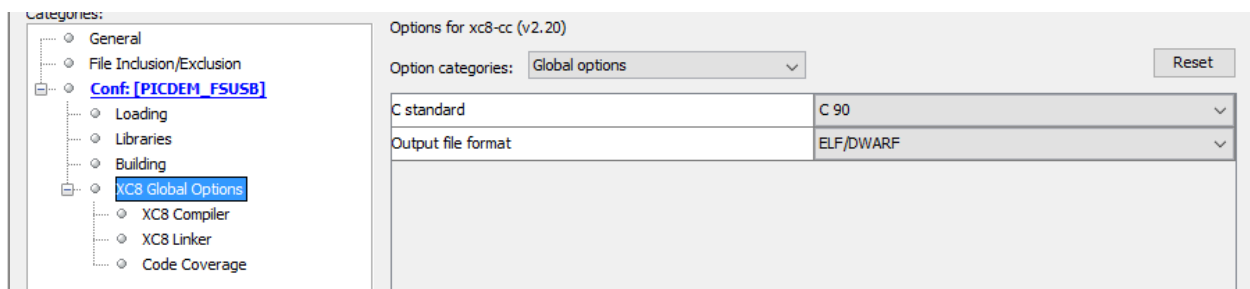 Categories:
General
File Inclusion/Exclusion
Conf: [PICDEM_FSUSB]
Loading
Libraries
Building
XC8 Global Options
XC8 Compiler
XC8 Linker
Code Coverage
Options for xc8-cc (v2.20)
Option categories: Global options
Reset
C standard C 90
Output file format ELF/DWARF